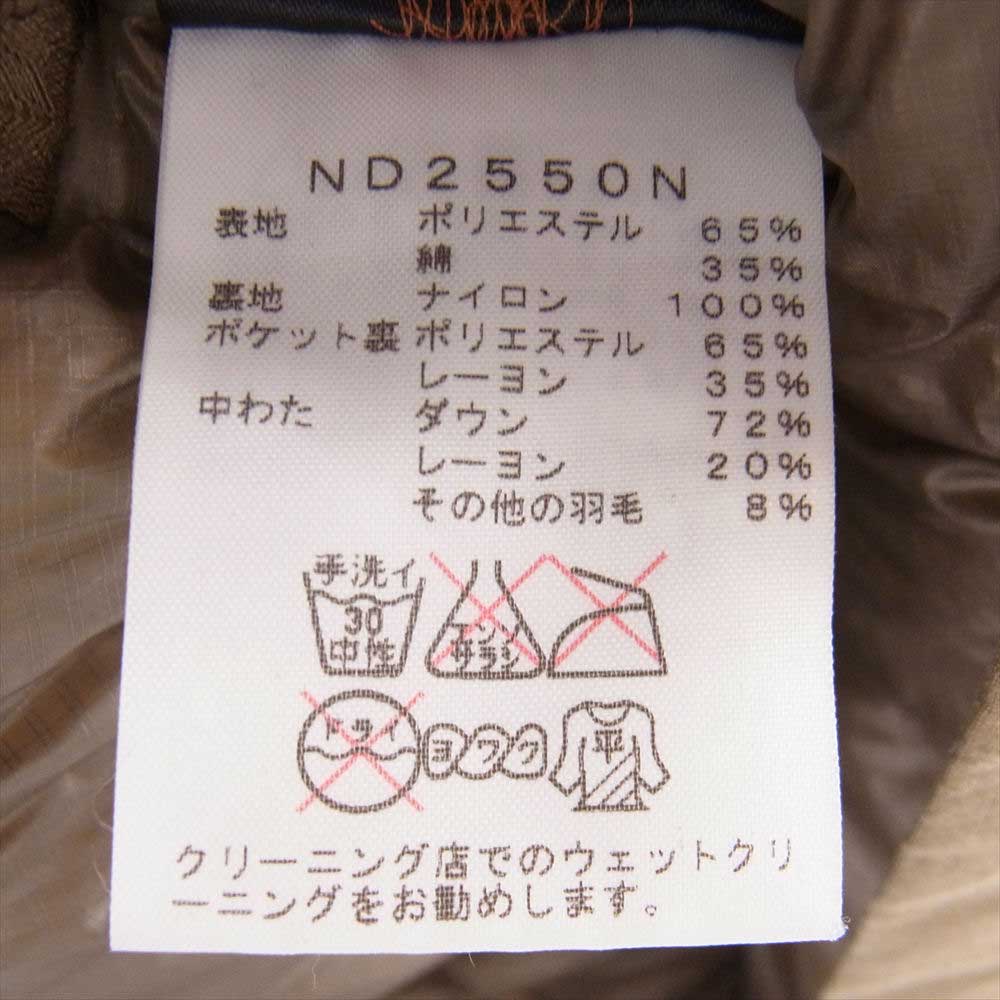 ND2550N
表地 ポリエステル 65%
綿 35%
裏地 ナイロン 100%
ポケット裏 ポリエステル 65%
レーヨン 35%
中わた ダウン 72%
レーヨン 20%
その他の羽毛 8%
手洗イ
30
中性
エンソ
サラシ
ドライ
ヨワク
平
クリーニング店でのウェットクリ
ーニングをお勧めします。